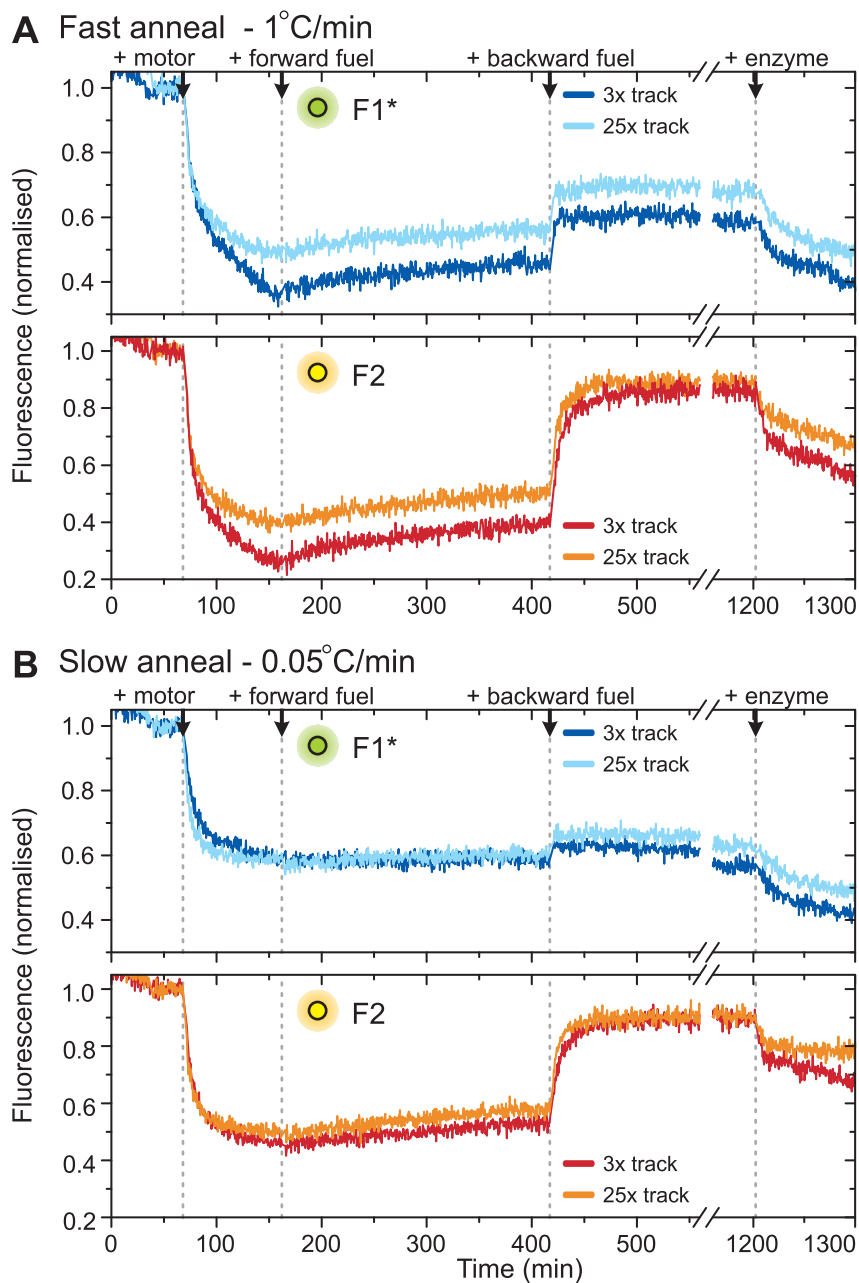 A Fast anneal - 1°C/min
+ motor + forward fuel + backward fuel + enzyme
F1*
3x track
25x track
1.0
0.8
0.6
0.4
F2
3x track
25x track
1.0
0.8
0.6
0.4
0.2
Fluorescence (normalised)
0 100 200 300 400 500 1200 1300
B Slow anneal - 0.05°C/min
+ motor + forward fuel + backward fuel + enzyme
F1*
3x track
25x track
1.0
0.8
0.6
0.4
F2
3x track
25x track
1.0
0.8
0.6
0.4
0.2
Fluorescence (normalised)
0 100 200 300 400 500 1200 1300
Time (min)